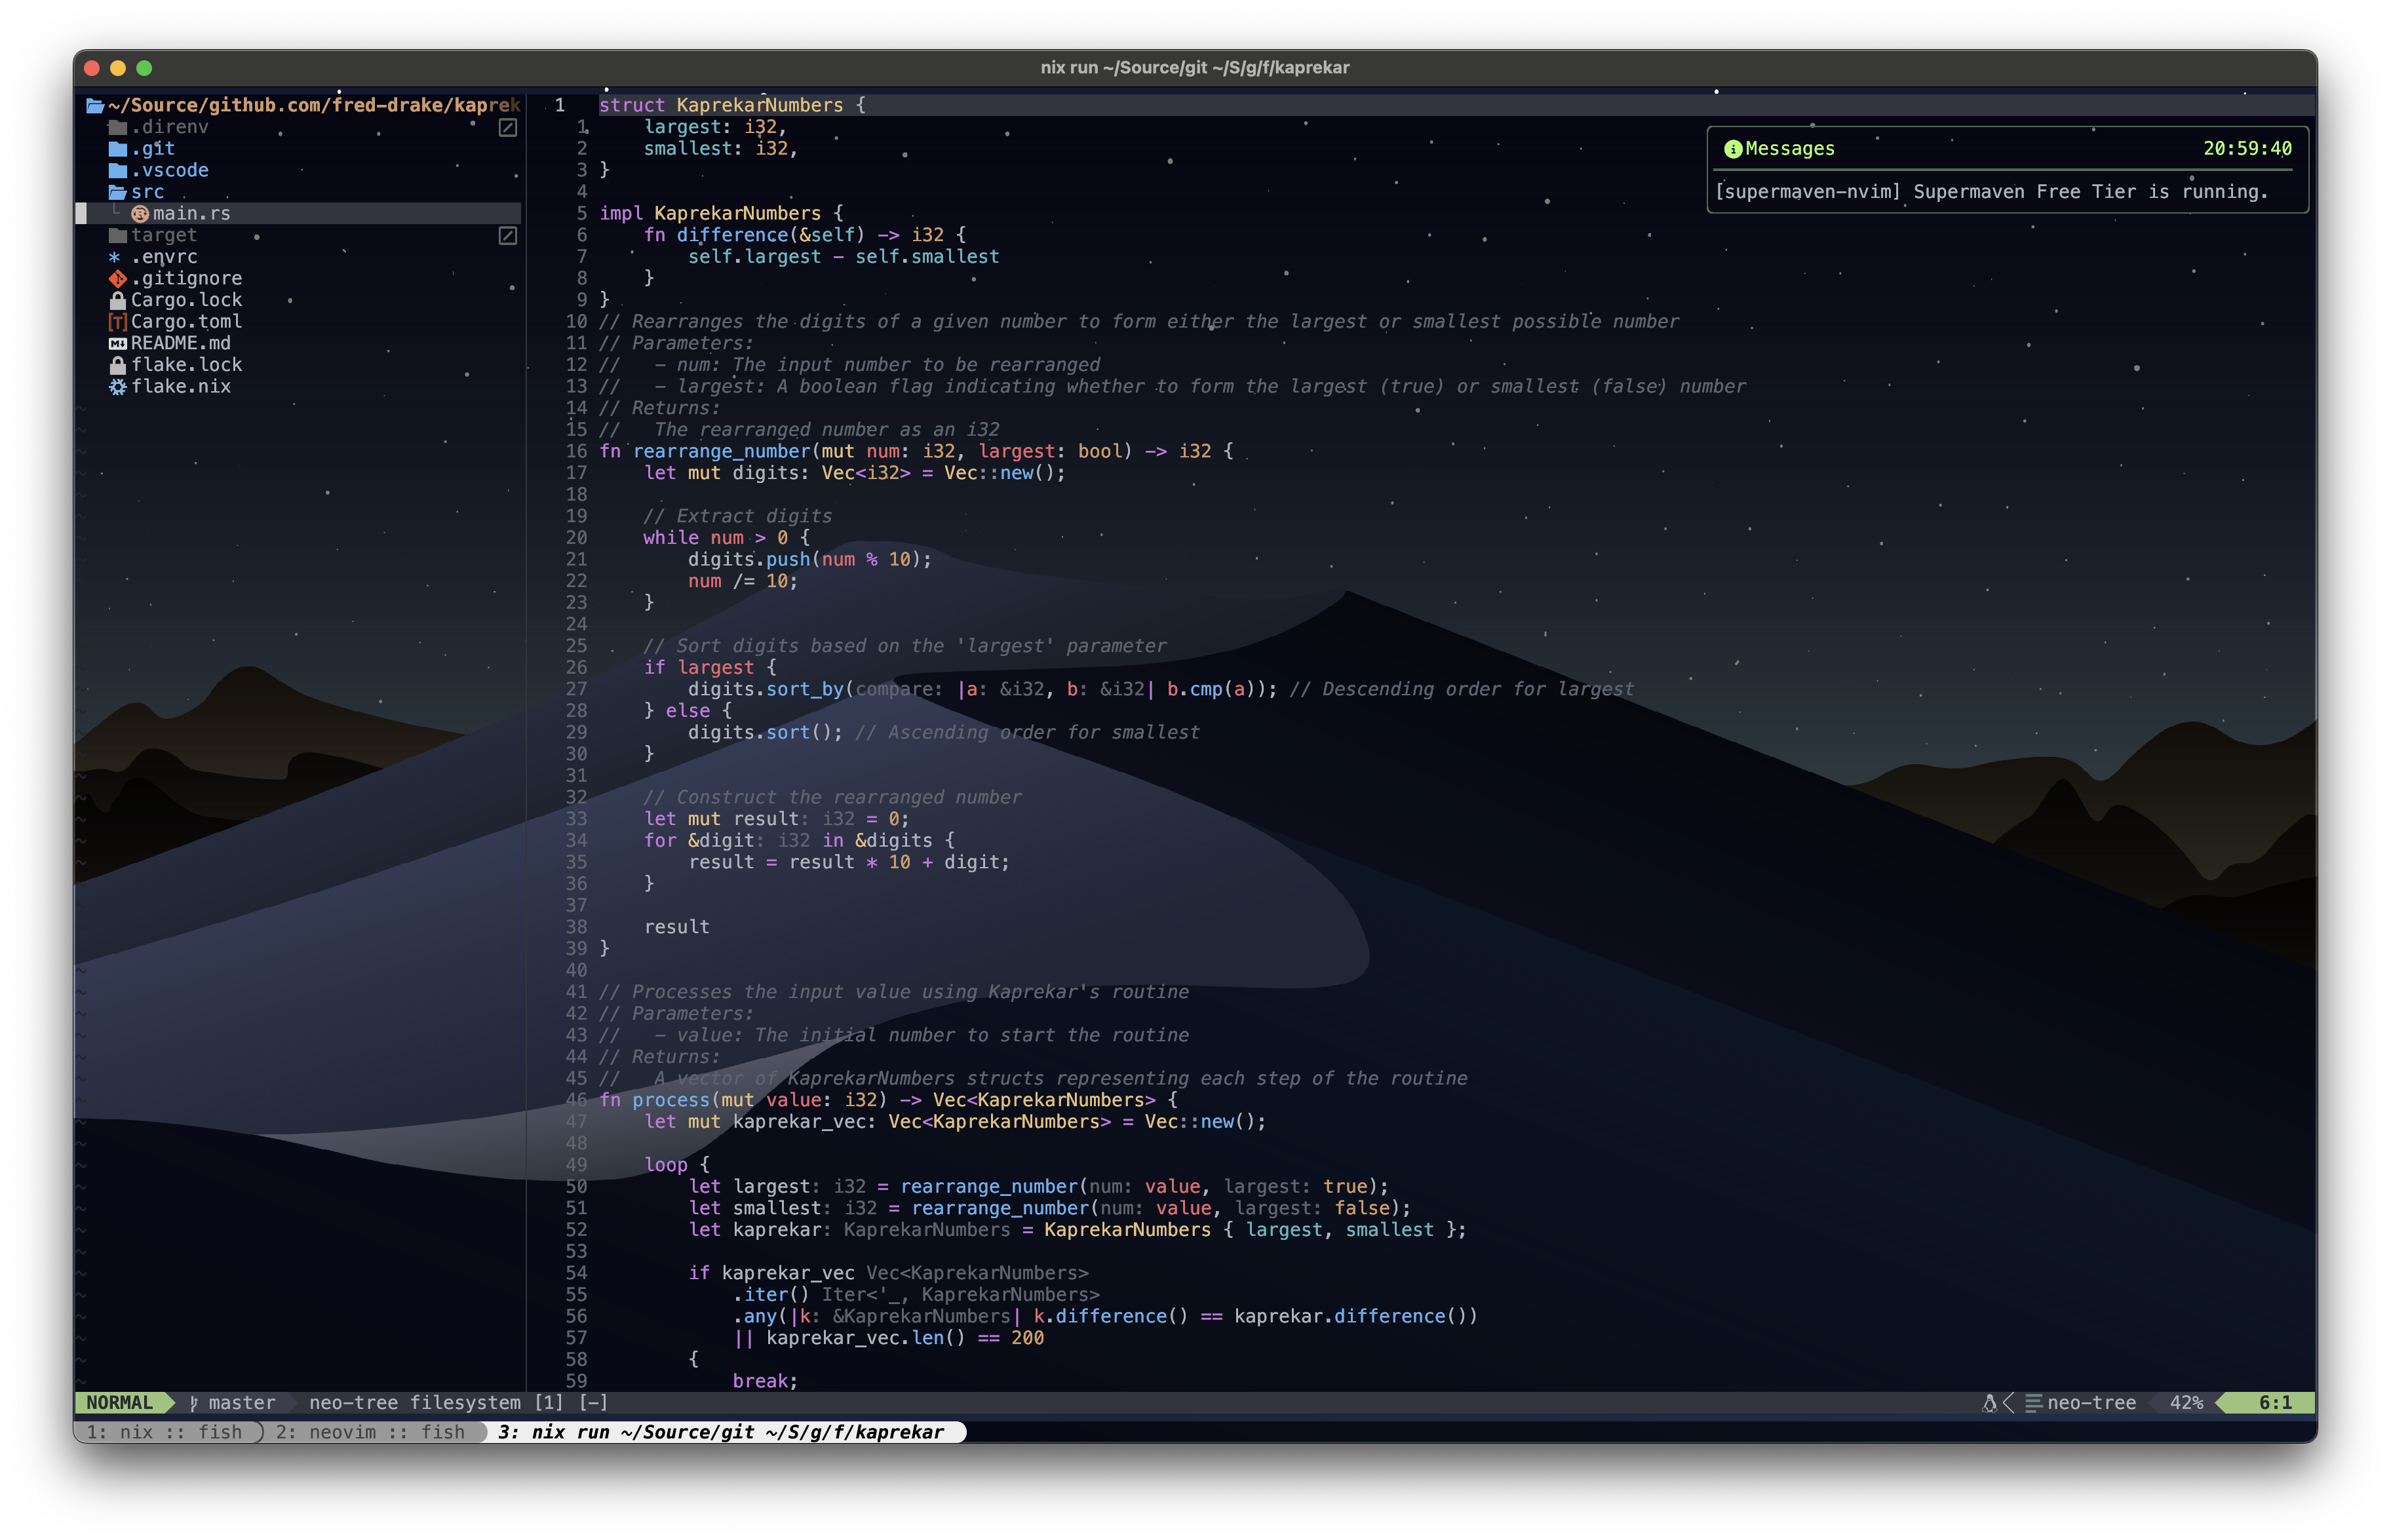 nix run ~/Source/git ~/S/g/f/kaprekar
~/Source/github.com/fred-drake/kaprek
.direnv
.git
.vscode
src
main.rs
target
.envrc
.gitignore
Cargo.lock
Cargo.toml
README.md
flake.lock
flake.nix
1 struct KaprekarNumbers {
1     largest: i32,
2     smallest: i32,
3 }
4
5 impl KaprekarNumbers {
6     fn difference(&self) -> i32 {
7         self.largest - self.smallest
8     }
9 }
10 // Rearranges the digits of a given number to form either the largest or smallest possible number
11 // Parameters:
12 //   - num: The input number to be rearranged
13 //   - largest: A boolean flag indicating whether to form the largest (true) or smallest (false) number
14 // Returns:
15 //   The rearranged number as an i32
16 fn rearrange_number(mut num: i32, largest: bool) -> i32 {
17     let mut digits: Vec<i32> = Vec::new();
18
19     // Extract digits
20     while num > 0 {
21         digits.push(num % 10);
22         num /= 10;
23     }
24
25     // Sort digits based on the 'largest' parameter
26     if largest {
27         digits.sort_by(compare: |a: &i32, b: &i32| b.cmp(a)); // Descending order for largest
28     } else {
29         digits.sort(); // Ascending order for smallest
30     }
31
32     // Construct the rearranged number
33     let mut result: i32 = 0;
34     for &digit: i32 in &digits {
35         result = result * 10 + digit;
36     }
37
38     result
39 }
40
41 // Processes the input value using Kaprekar's routine
42 // Parameters:
43 //   - value: The initial number to start the routine
44 // Returns:
45 //   A vector of KaprekarNumbers structs representing each step of the routine
46 fn process(mut value: i32) -> Vec<KaprekarNumbers> {
47     let mut kaprekar_vec: Vec<KaprekarNumbers> = Vec::new();
48
49     loop {
50         let largest: i32 = rearrange_number(num: value, largest: true);
51         let smallest: i32 = rearrange_number(num: value, largest: false);
52         let kaprekar: KaprekarNumbers = KaprekarNumbers { largest, smallest };
53
54         if kaprekar_vec Vec<KaprekarNumbers>
55             .iter() Iter<'_, KaprekarNumbers>
56             .any(|k: &KaprekarNumbers| k.difference() == kaprekar.difference())
57             || kaprekar_vec.len() == 200
58         {
59             break;
Messages 20:59:40
[supermaven-nvim] Supermaven Free Tier is running.
NORMAL master neo-tree filesystem [1] [-] neo-tree 42% 6:1
1: nix :: fish 2: neovim :: fish 3: nix run ~/Source/git ~/S/g/f/kaprekar